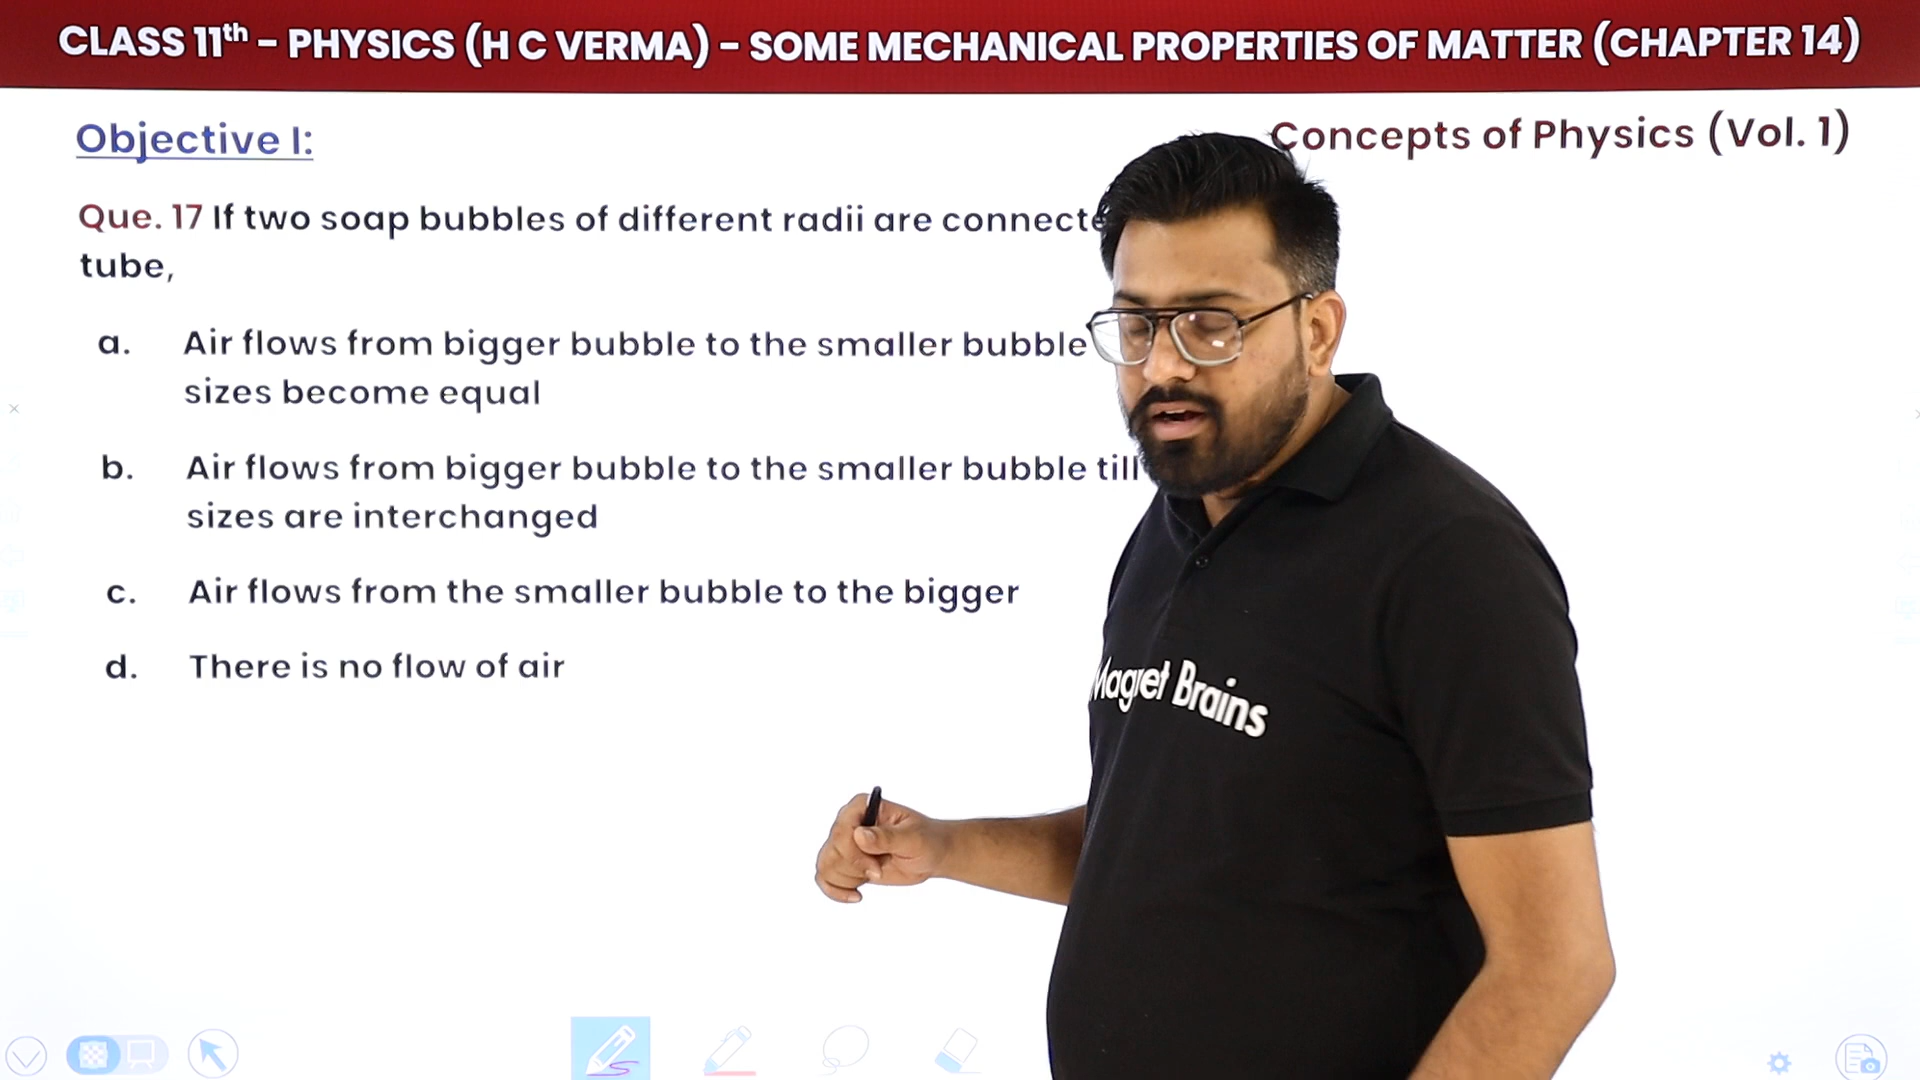 CLASS 11th – PHYSICS (H C VERMA) – SOME MECHANICAL PROPERTIES OF MATTER (CHAPTER 14)
Objective I:
Concepts of Physics (Vol. 1)
Que. 17 If two soap bubbles of different radii are
tube,
a. Air flows from bigger bubble to the smaller bubble
sizes become equal
b. Air flows from bigger bubble to the smaller bubble till
sizes are interchanged
c. Air flows from the smaller bubble to the bigger
d. There is no flow of air
Magnet Brains